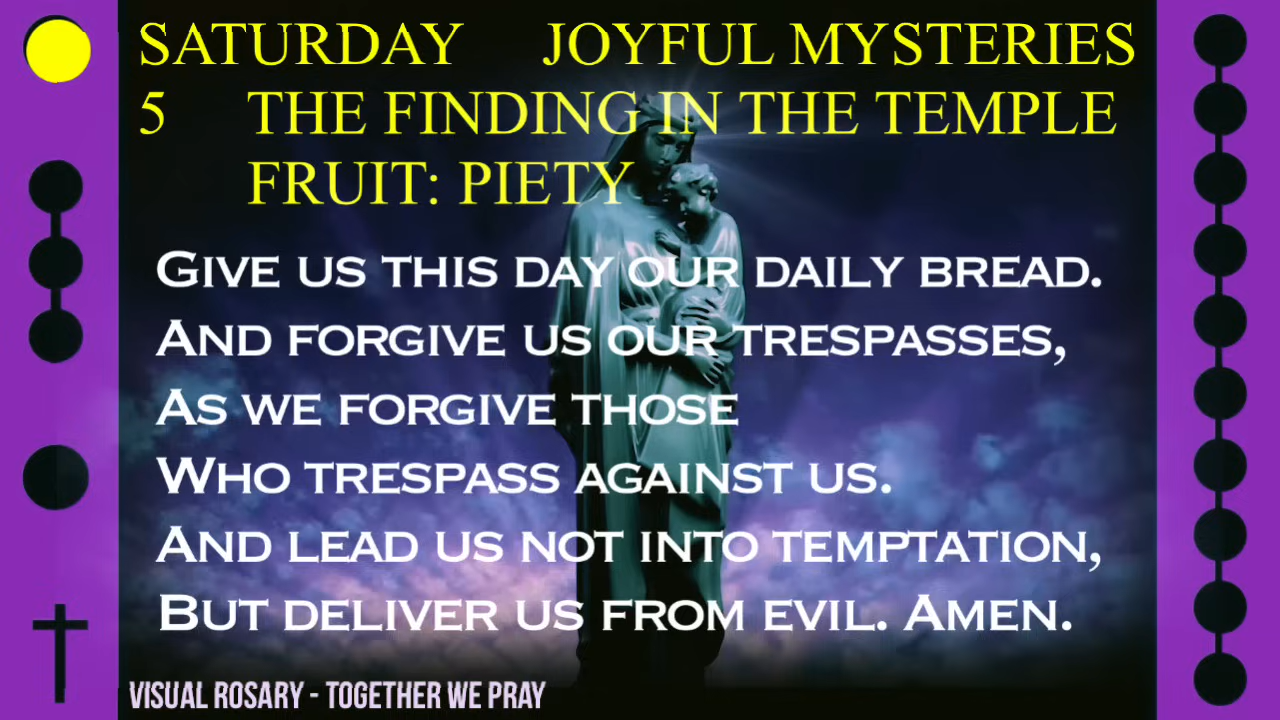 SATURDAY JOYFUL MYSTERIES
5 THE FINDING IN THE TEMPLE
FRUIT: PIETY
GIVE US THIS DAY OUR DAILY BREAD.
AND FORGIVE US OUR TRESPASSES,
AS WE FORGIVE THOSE
WHO TRESPASS AGAINST US.
AND LEAD US NOT INTO TEMPTATION,
BUT DELIVER US FROM EVIL. AMEN.
VISUAL ROSARY - TOGETHER WE PRAY